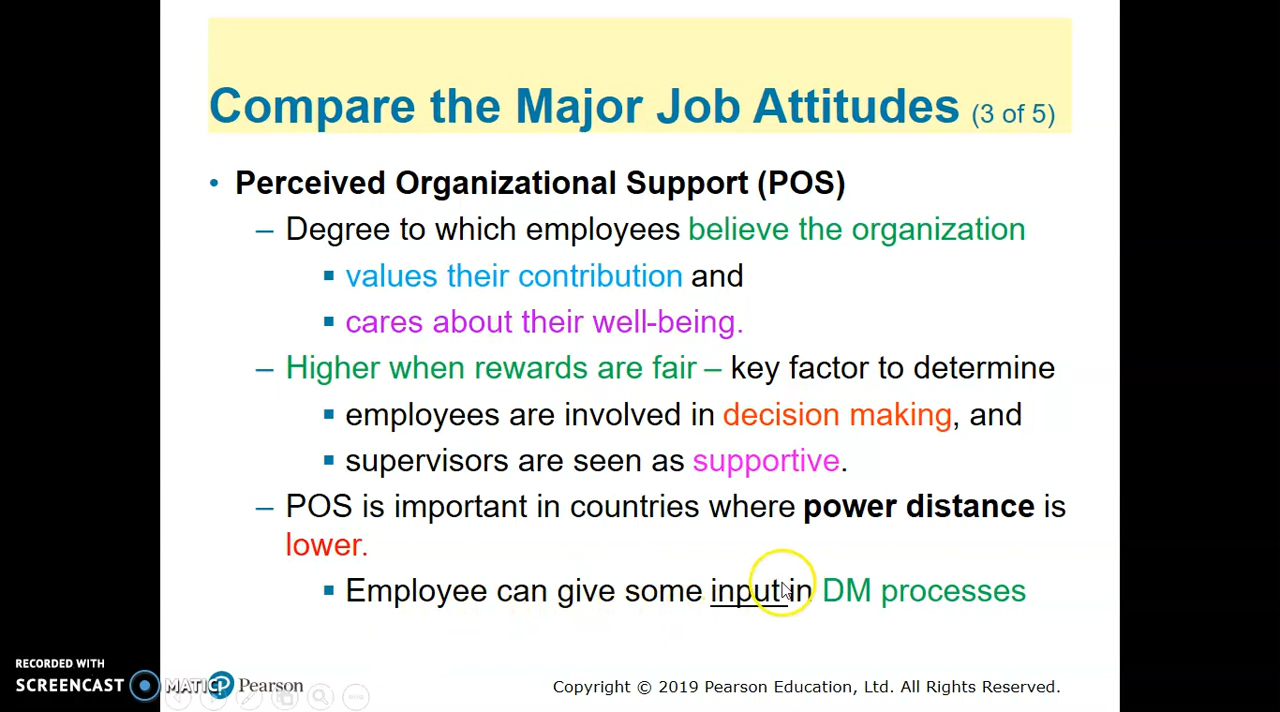 Compare the Major Job Attitudes (3 of 5)
• Perceived Organizational Support (POS)
– Degree to which employees believe the organization
▪ values their contribution and
▪ cares about their well-being.
– Higher when rewards are fair – key factor to determine
▪ employees are involved in decision making, and
▪ supervisors are seen as supportive.
– POS is important in countries where power distance is
lower.
▪ Employee can give some input in DM processes
RECORDED WITH
SCREENCAST MATIC
Pearson
Copyright © 2019 Pearson Education, Ltd. All Rights Reserved.